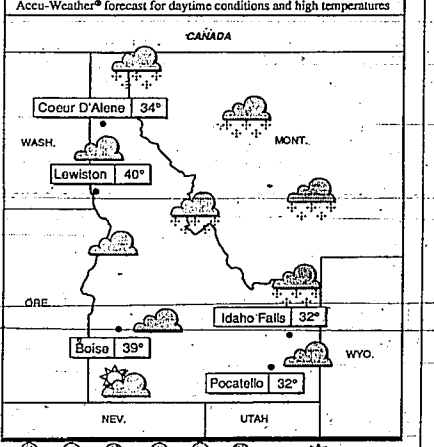 Accu-Weather® forecast for daytime conditions and high temperatures
CANADA
Coeur D'Alene 34°
WASH.
MONT.
Lewiston 40°
ORE.
Idaho Falls 32°
Boise 39°
WYO.
Pocatello 32°
NEV.
UTAH